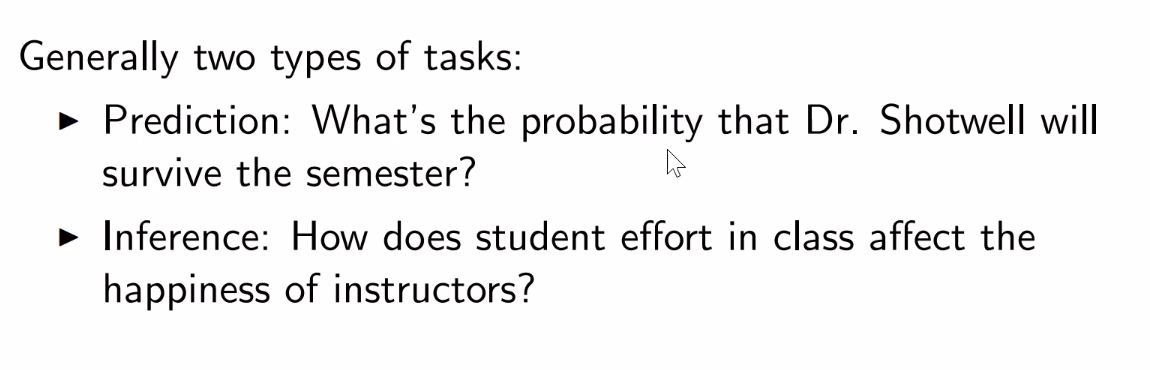 Generally two types of tasks:
▶ Prediction: What's the probability that Dr. Shotwell will
survive the semester?
▶ Inference: How does student effort in class affect the
happiness of instructors?